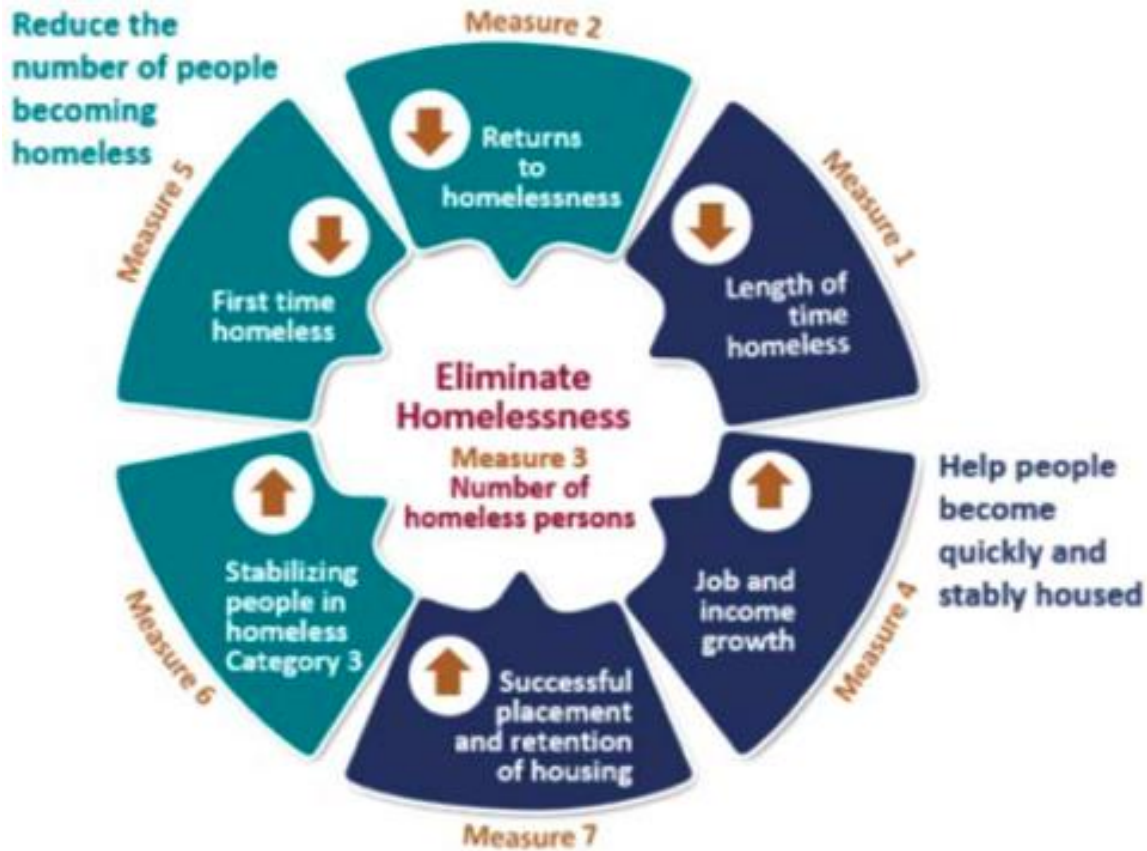 Reduce the
number of people
becoming
homeless
Measure 2
Returns
to
homelessness
Measure 1
Length of
time
homeless
Measure 5
First time
homeless
Eliminate
Homelessness
Measure 3
Number of
homeless persons
Help people
become
quickly and
stably housed
Measure 4
Job and
income
growth
Measure 6
Stabilizing
people in
homeless
Category 3
Successful
placement
and retention
of housing
Measure 7